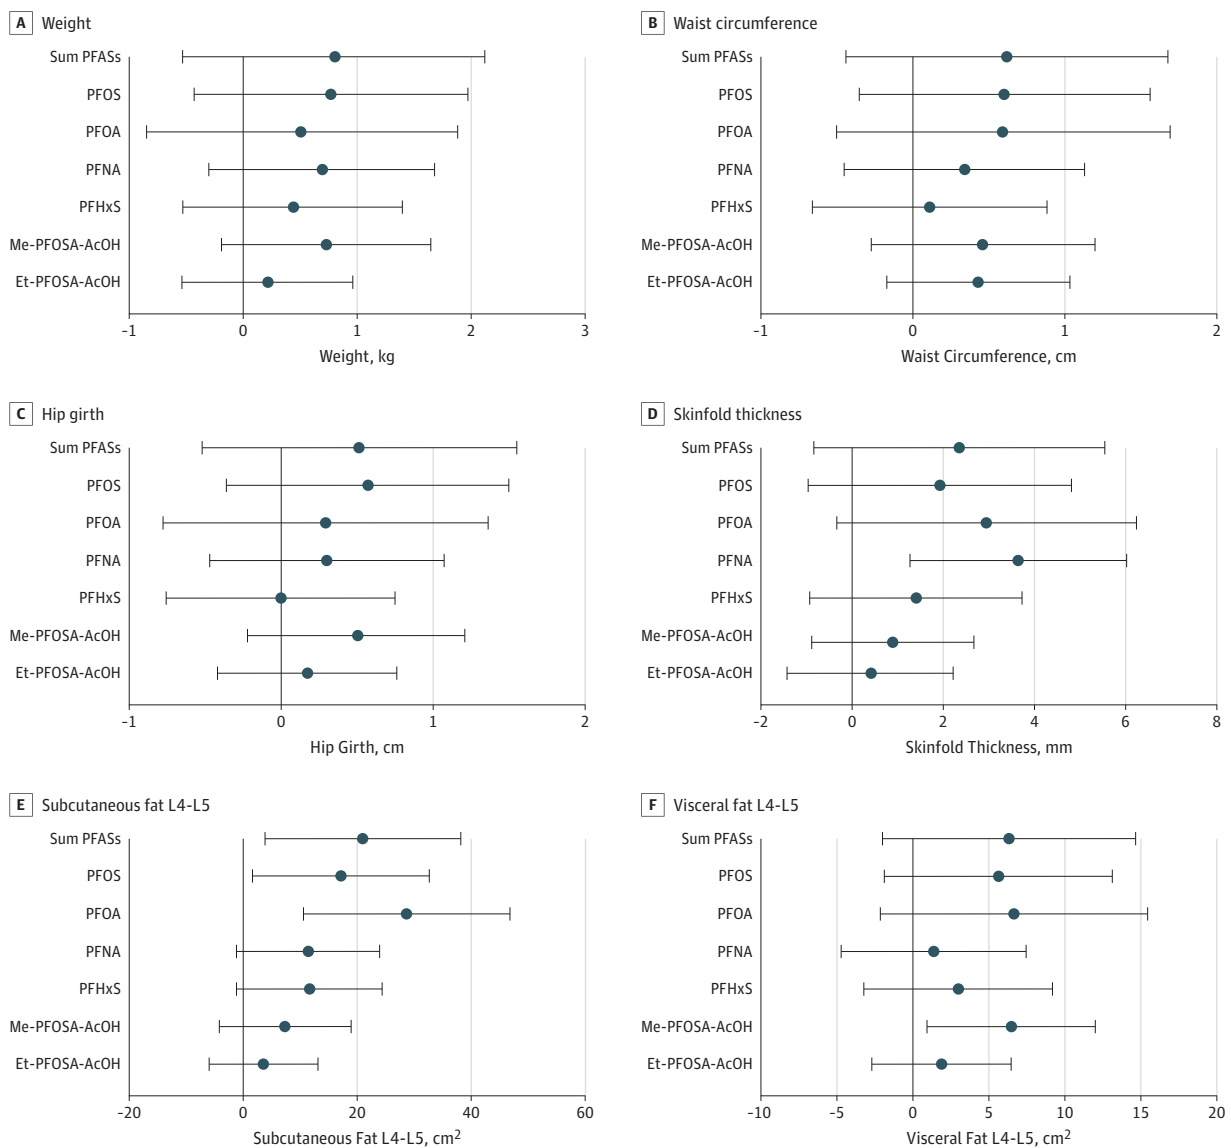 A Weight
Sum PFASs
PFOS
PFOA
PFNA
PFHxS
Me-PFOSA-AcOH
Et-PFOSA-AcOH
-1 0 1 2 3
Weight, kg
B Waist circumference
Sum PFASs
PFOS
PFOA
PFNA
PFHxS
Me-PFOSA-AcOH
Et-PFOSA-AcOH
-1 0 1 2
Waist Circumference, cm
C Hip girth
Sum PFASs
PFOS
PFOA
PFNA
PFHxS
Me-PFOSA-AcOH
Et-PFOSA-AcOH
-1 0 1 2
Hip Girth, cm
D Skinfold thickness
Sum PFASs
PFOS
PFOA
PFNA
PFHxS
Me-PFOSA-AcOH
Et-PFOSA-AcOH
-2 0 2 4 6 8
Skinfold Thickness, mm
E Subcutaneous fat L4-L5
Sum PFASs
PFOS
PFOA
PFNA
PFHxS
Me-PFOSA-AcOH
Et-PFOSA-AcOH
-20 0 20 40 60
Subcutaneous Fat L4-L5, cm²
F Visceral fat L4-L5
Sum PFASs
PFOS
PFOA
PFNA
PFHxS
Me-PFOSA-AcOH
Et-PFOSA-AcOH
-10 -5 0 5 10 15 20
Visceral Fat L4-L5, cm²